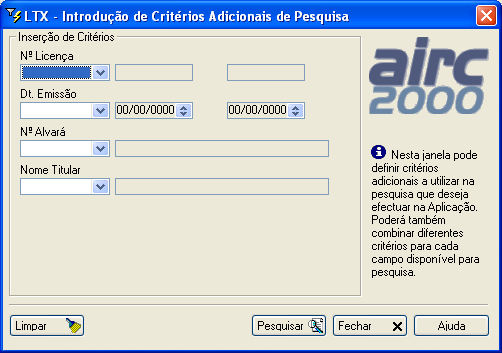 LTX - Introdução de Critérios Adicionais de Pesquisa
Inserção de Critérios
Nº Licença
Dt. Emissão
00/00/0000 00/00/0000
Nº Alvará
Nome Titular
airc
2000
Nesta janela pode
definir critérios
adicionais a utilizar na
pesquisa que deseja
efectuar na Aplicação.
Poderá também
combinar diferentes
critérios para cada
campo disponível para
pesquisa.
Limpar Pesquisar Fechar Ajuda